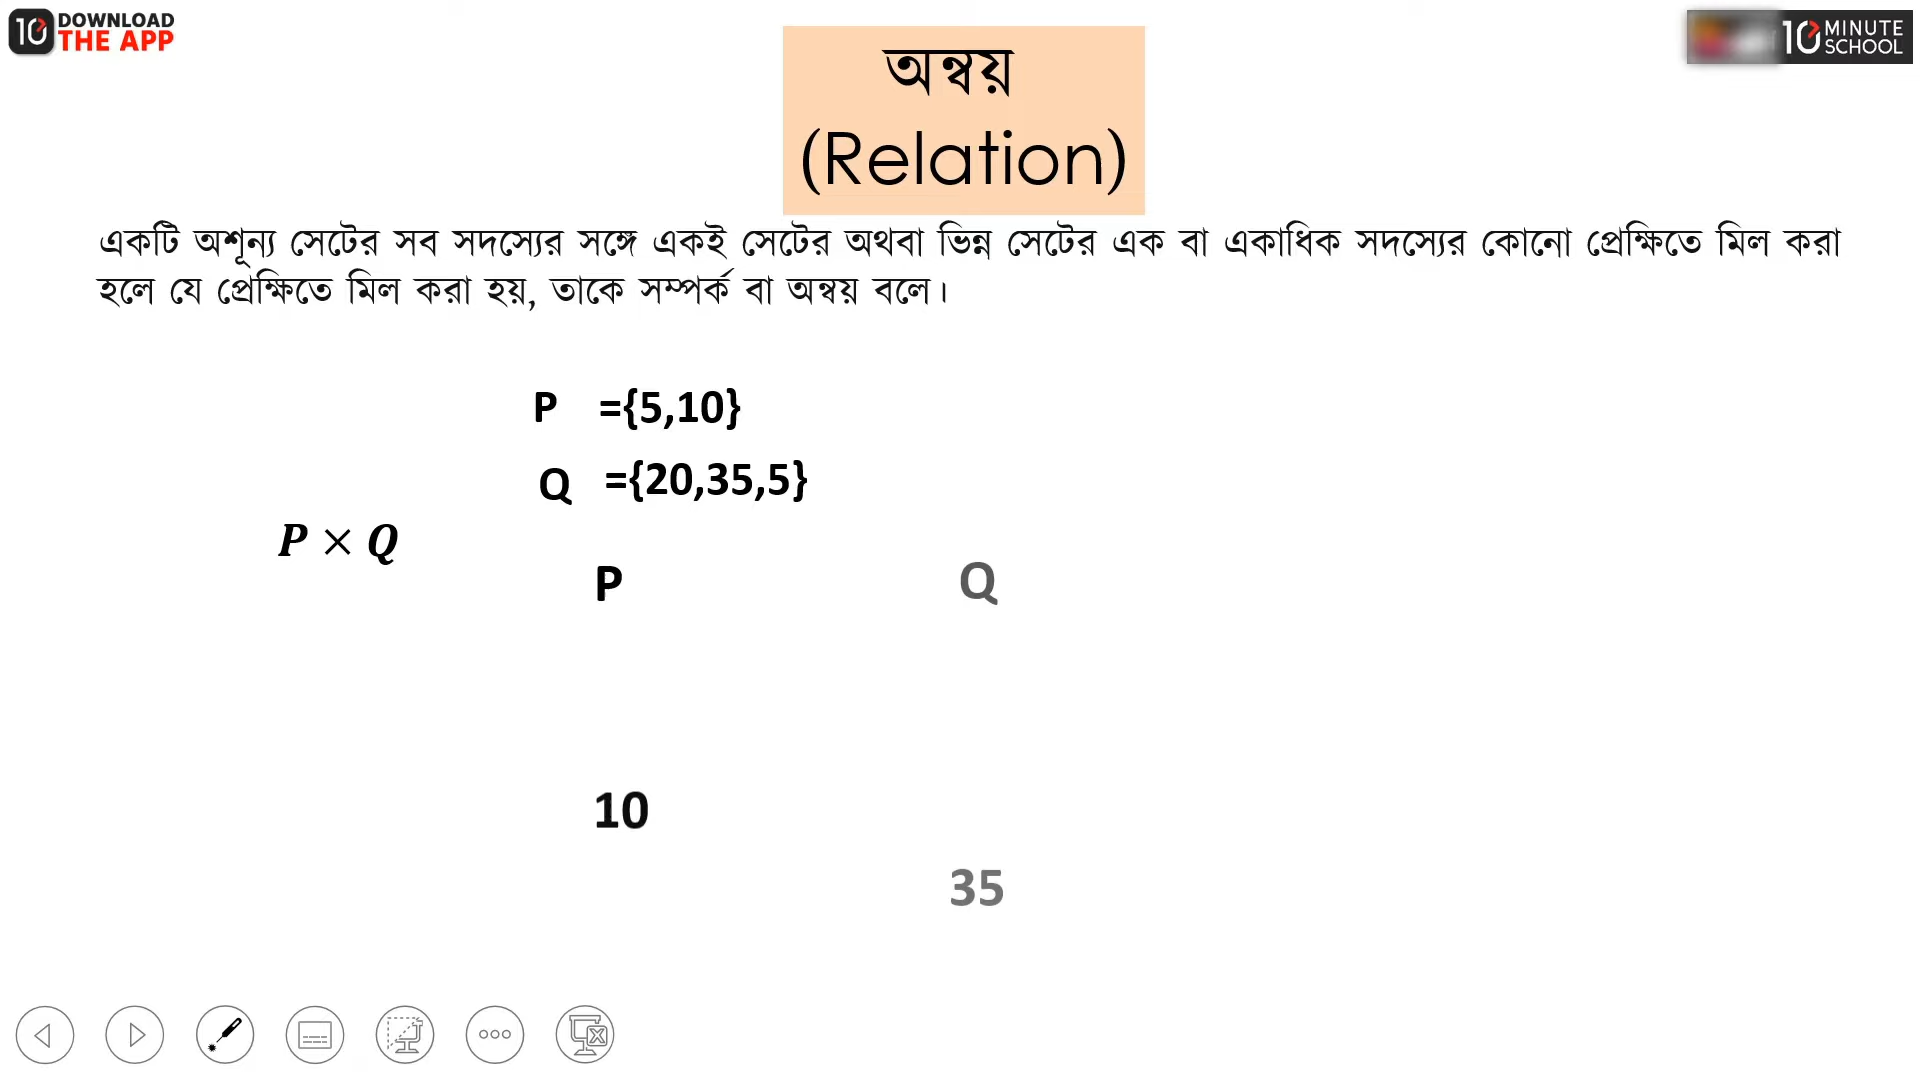 DOWNLOAD
THE APP
10 MINUTE
SCHOOL
অন্বয়
(Relation)
একটি অশূন্য সেটের সব সদস্যের সঙ্গে একই সেটের অথবা ভিন্ন সেটের এক বা একাধিক সদস্যের কোনো প্রেক্ষিতে মিল করা
হলে যে প্রেক্ষিতে মিল করা হয়, তাকে সম্পর্ক বা অন্বয় বলে।
P ={5,10}
Q ={20,35,5}
P × Q
P Q
10
35